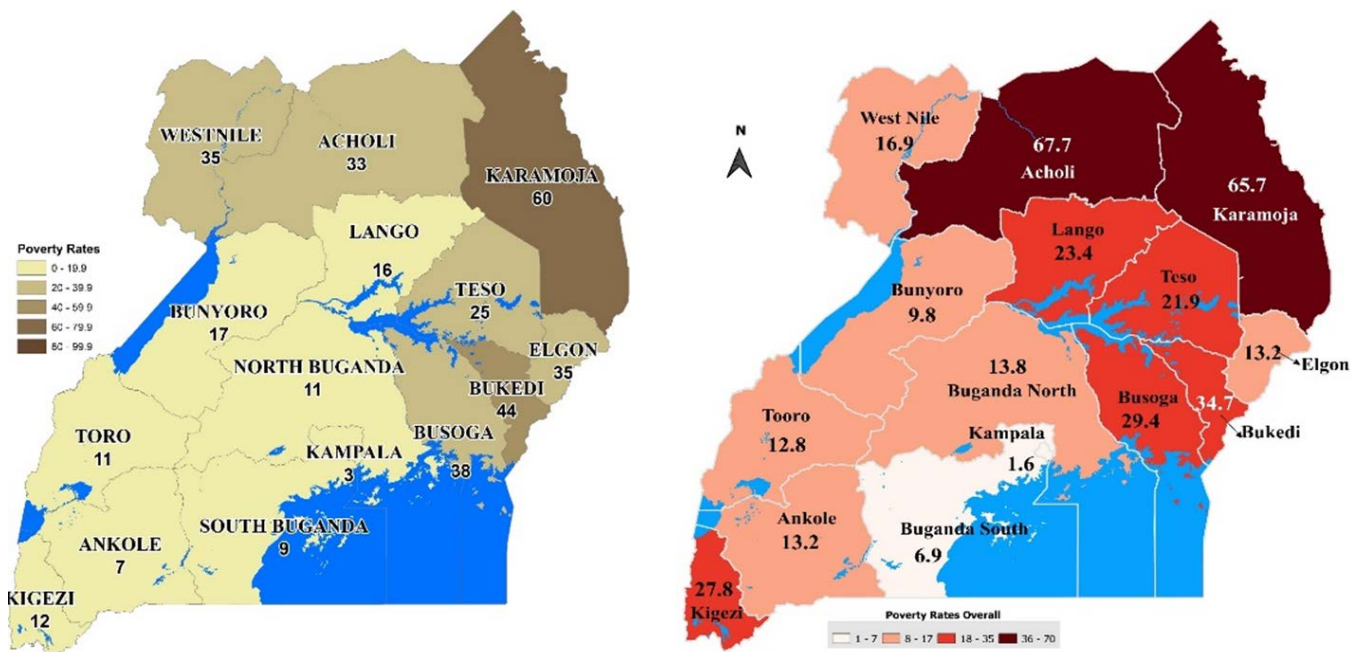 WESTNILE
35
ACHOLI
33
KARAMOJA
60
LANGO
16
Poverty Rates
0 - 19.9
20 - 39.9
40 - 59.9
60 - 79.9
80 - 99.9
BUNYORO
17
TESO
25
ELGON
35
NORTH BUGANDA
11
BUKEDI
44
TORO
11
BUSOGA
38
KAMPALA
3
SOUTH BUGANDA
9
ANKOLE
7
KIGEZI
12
N
West Nile
16.9
67.7
Acholi
65.7
Karamoja
Lango
23.4
Teso
21.9
Bunyoro
9.8
13.2
Elgon
13.8
Buganda North
Busoga
29.4
34.7
Bukedi
Tooro
12.8
Kampala
1.6
Ankole
13.2
Buganda South
6.9
27.8
Kigezi
Poverty Rates Overall
1 - 7
8 - 17
18 - 35
36 - 70